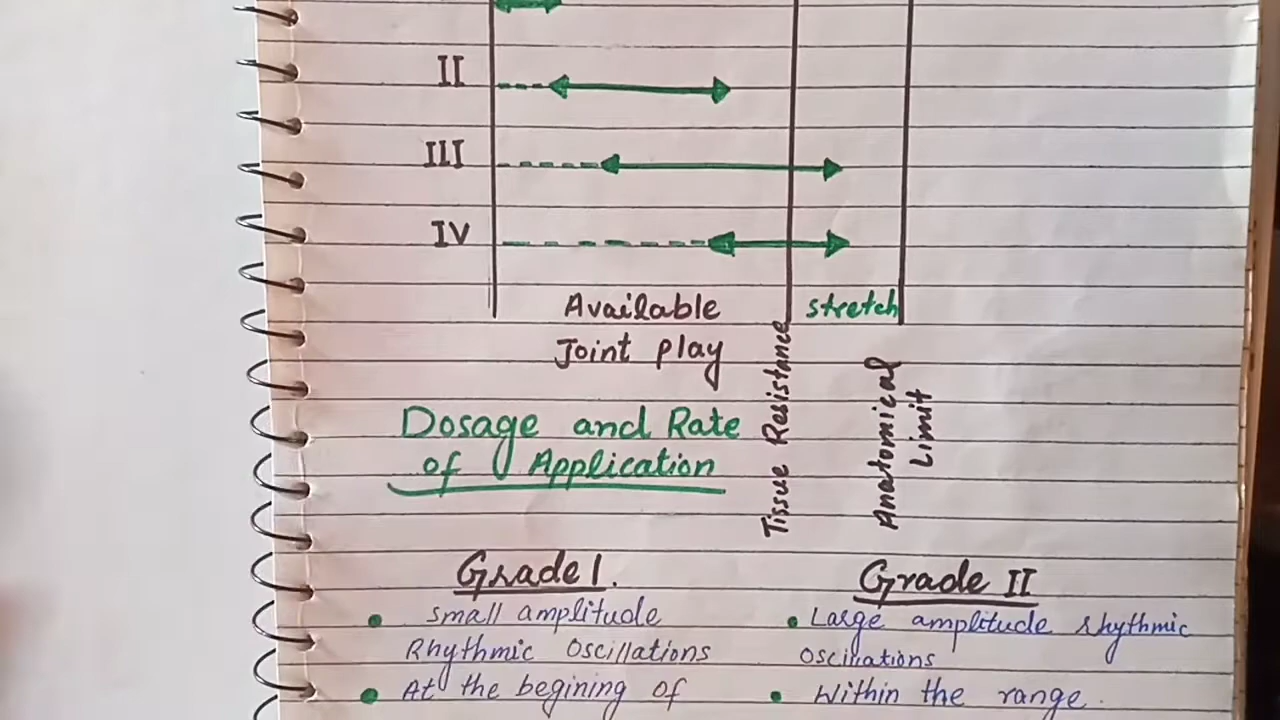 II
III
IV
Available
Joint play
stretch
Tissue Resistance
Anatomical
Limit
Dosage and Rate
of Application
Grade I.
small amplitude
Rhythmic Oscillations
At the begining of
Grade II
Large amplitude rhythmic
Oscillations
Within the range.